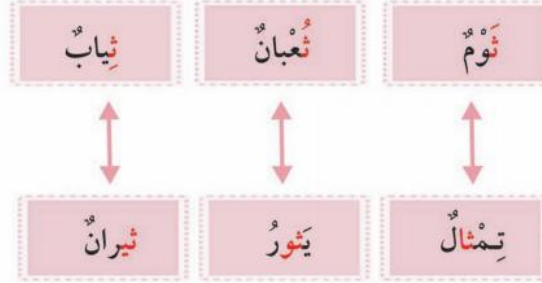 ثَوْمٌ ثُعْبانٌ ثِيابٌ
تِمْثالٌ يَثورُ ثيرانٌ